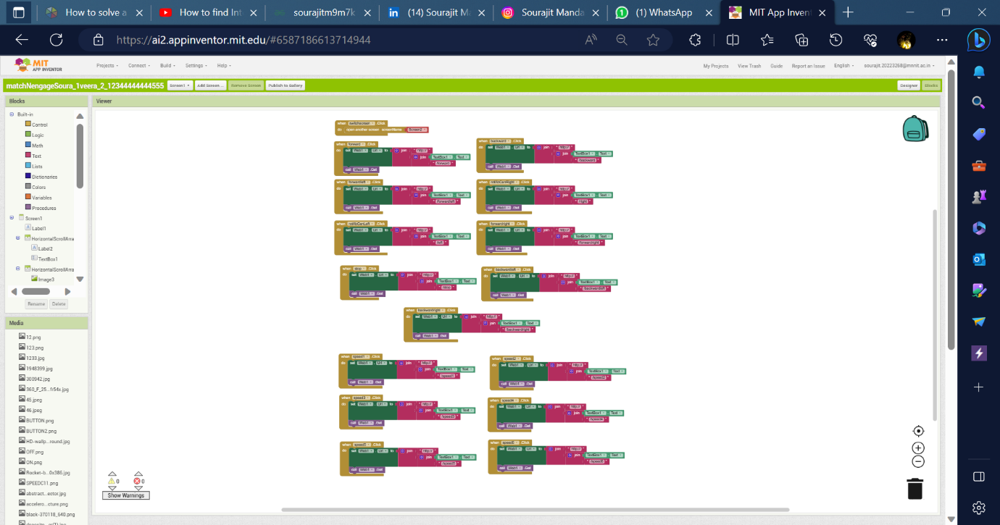 How to solve a
How to find Int
sourajitm9m7k
(14) Sourajit M
Sourajit Manda
(1) WhatsApp
MIT App Inven
https://ai2.appinventor.mit.edu/#6587186613714944
MIT
APP INVENTOR
Projects
Connect
Build
Settings
Help
My Projects
View Trash
Guide
Report an Issue
English
sourajit.20223268@mnnit.ac.in
matchNengageSoura_1veera_2_12344444444555
Screen1
Add Screen ...
Remove Screen
Publish to Gallery
Designer
Blocks
Blocks
Built-in
Control
Logic
Math
Text
Lists
Dictionaries
Colors
Variables
Procedures
Screen1
Label1
HorizontalScrollArra
Label2
TextBox1
HorizontalScrollArra
Image3
Rename
Delete
Media
12.png
123.png
1233.jpg
1948399.jpg
300942.jpg
360_F_25...fr54x.jpg
45.jpeg
46.jpeg
BUTTON.png
BUTTON2.png
HD-wallp...round.jpg
OFF.png
ON.png
Rocket-b...0x386.jpg
SPEEDC11.png
abstract...ector.jpg
accelero...cture.png
black-370118_640.png
Viewer
when switchscreen .Click
do open another screen screenName Screen2
when forward .Click
do set Web1 . Url to join " http:// "
join TextBox1 . Text
" /forward "
call Web1 .Get
when backward .Click
do set Web1 . Url to join " http:// "
join TextBox1 . Text
" /backward "
call Web1 .Get
when forwardleft .Click
do set Web1 . Url to join " http:// "
join TextBox1 . Text
" /forwardleft "
call Web1 .Get
when rotAbCenRight .Click
do set Web1 . Url to join " http:// "
join TextBox1 . Text
" /right "
call Web1 .Get
when rotAbCenLeft .Click
do set Web1 . Url to join " http:// "
join TextBox1 . Text
" /left "
call Web1 .Get
when forwardright .Click
do set Web1 . Url to join " http:// "
join TextBox1 . Text
" /forwardright "
call Web1 .Get
when stop .Click
do set Web1 . Url to join " http:// "
join TextBox1 . Text
" /stop "
call Web1 .Get
when backwardleft .Click
do set Web1 . Url to join " http:// "
join TextBox1 . Text
" /backwardleft "
call Web1 .Get
when backwardright .Click
do set Web1 . Url to join " http:// "
join TextBox1 . Text
" /backwardright "
call Web1 .Get
when speed1 .Click
do set Web1 . Url to join " http:// "
join TextBox1 . Text
" /speed1 "
call Web1 .Get
when speed2 .Click
do set Web1 . Url to join " http:// "
join TextBox1 . Text
" /speed2 "
call Web1 .Get
when speed3 .Click
do set Web1 . Url to join " http:// "
join TextBox1 . Text
" /speed3 "
call Web1 .Get
when speed4 .Click
do set Web1 . Url to join " http:// "
join TextBox1 . Text
" /speed4 "
call Web1 .Get
when speed5 .Click
do set Web1 . Url to join " http:// "
join TextBox1 . Text
" /speed5 "
call Web1 .Get
when speed6 .Click
do set Web1 . Url to join " http:// "
join TextBox1 . Text
" /speed6 "
call Web1 .Get
0
0
Show Warnings